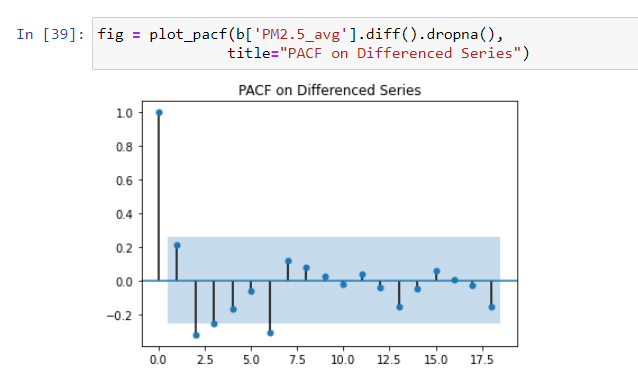 In [39]: fig = plot_pacf(b['PM2.5_avg'].diff().dropna(),
title="PACF on Differenced Series")
PACF on Differenced Series
1.0
0.8
0.6
0.4
0.2
0.0
−0.2
0.0 2.5 5.0 7.5 10.0 12.5 15.0 17.5